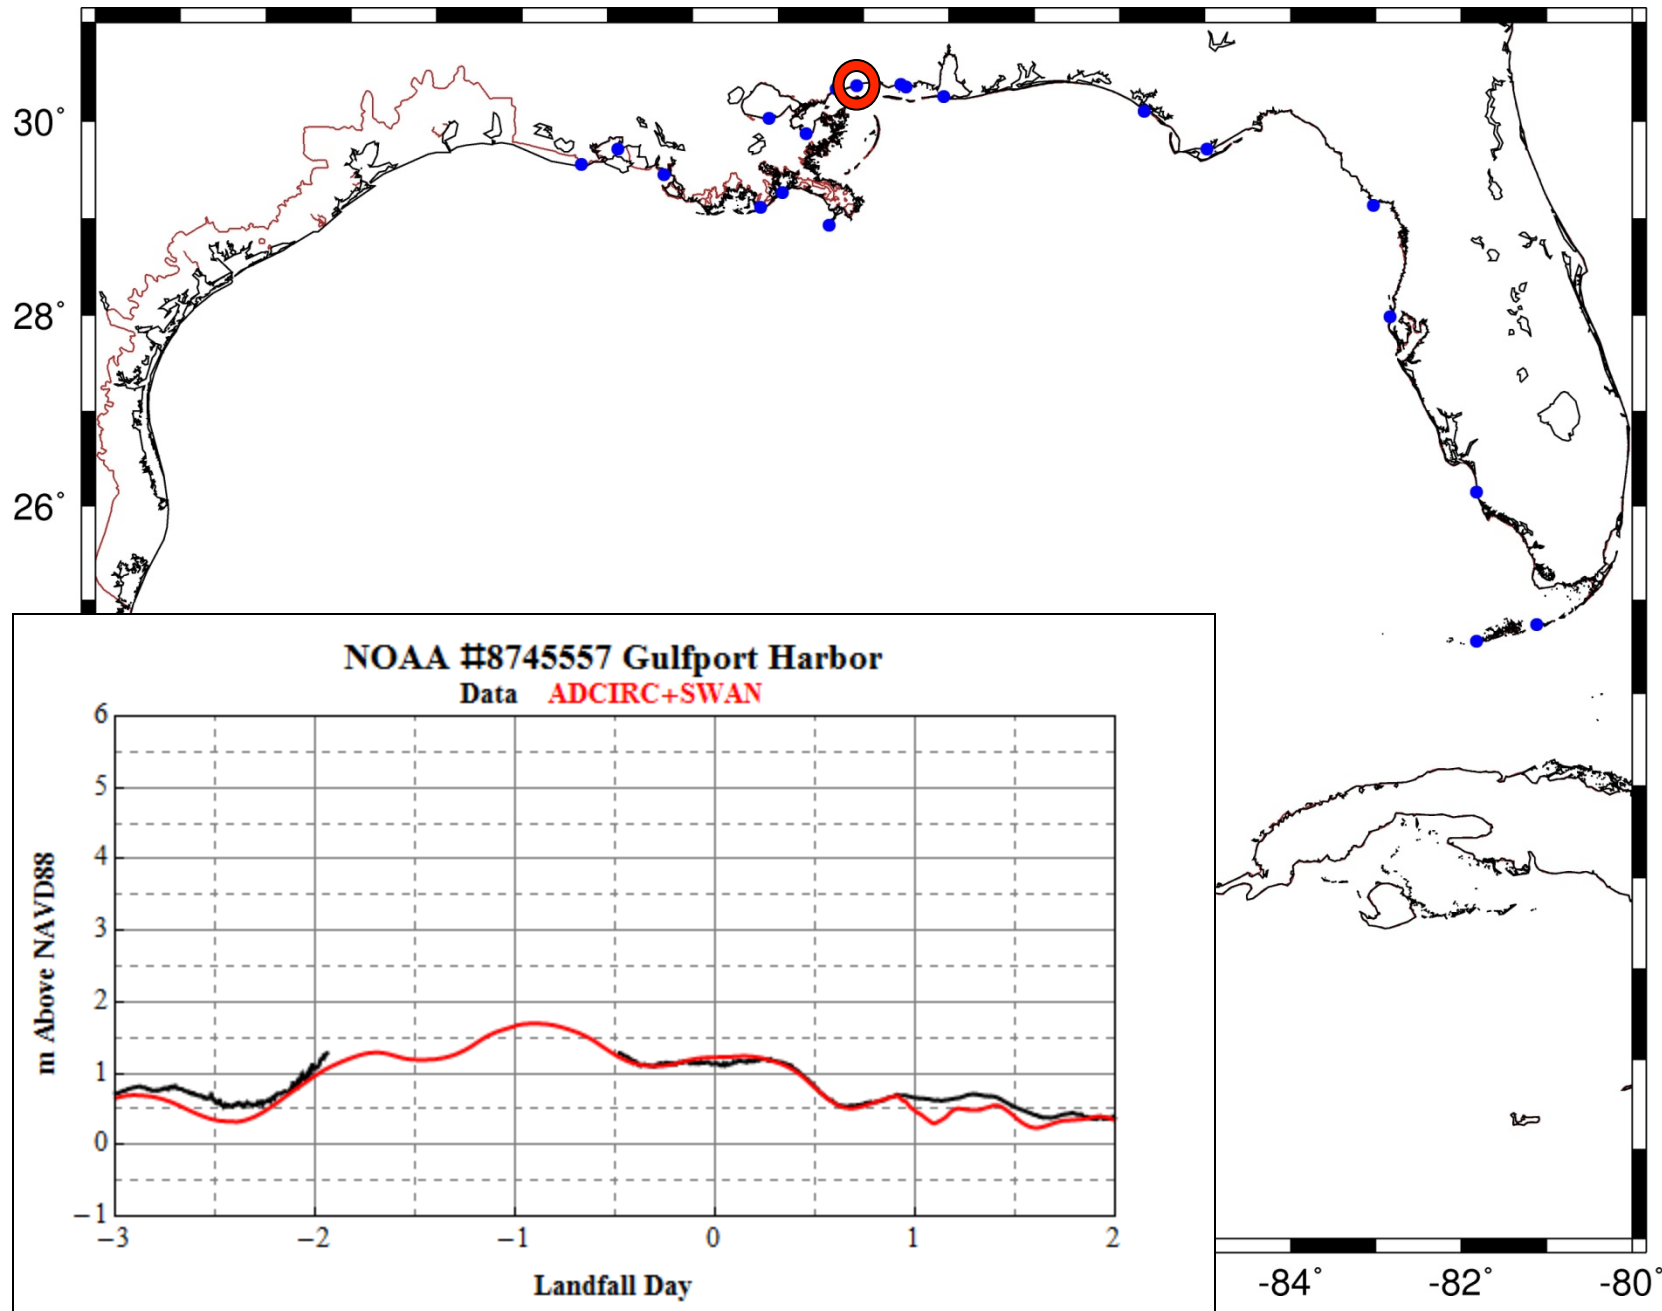 30°
28°
26°
NOAA #8745557 Gulfport Harbor
Data ADCIRC+SWAN
6
5
4
3
2
1
0
−1
m Above NAVD88
−3 −2 −1 0 1 2
Landfall Day
-84° -82° -80°